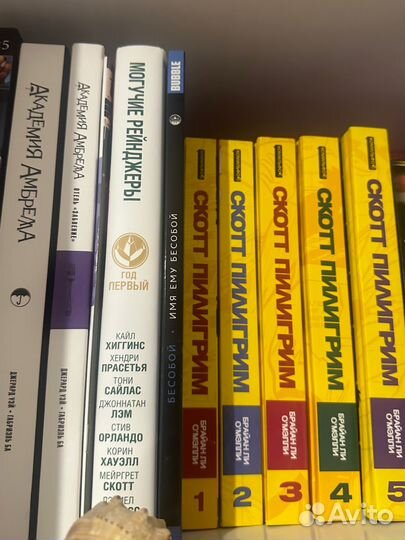 АКАДЕМИЯ АМБРЕЛЛА
ДЖЕРАРД УЭЙ • ГАБРИЭЛЬ БА
АКАДЕМИЯ АМБРЕЛЛА
ОТЕЛЬ «ЗАБВЕНИЕ»
ДЖЕРАРД УЭЙ • ГАБРИЭЛЬ БА
МОГУЧИЕ РЕЙНДЖЕРЫ
ГОД
ПЕРВЫЙ
КАЙЛ
ХИГГИНС
ХЕНДРИ
ПРАСЕТЬЯ
ТОНИ
САЙЛАС
ДЖОННАТАН
ЛЭМ
СТИВ
ОРЛАНДО
КОРИН
ХАУЭЛЛ
МЕЙРГРЕТ
СКОТТ
BUBBLE
БЕСОБОЙ • ИМЯ ЕМУ БЕСОБОЙ
СКОТТ ПИЛИГРИМ
БРАЙАН ЛИ
О'МЭЛЛИ
1
СКОТТ ПИЛИГРИМ
БРАЙАН ЛИ
О'МЭЛЛИ
2
СКОТТ ПИЛИГРИМ
БРАЙАН ЛИ
О'МЭЛЛИ
3
СКОТТ ПИЛИГРИМ
БРАЙАН ЛИ
О'МЭЛЛИ
4
СКОТТ ПИЛИГРИМ
БРАЙАН ЛИ
О'МЭЛЛИ
5
5
Avito